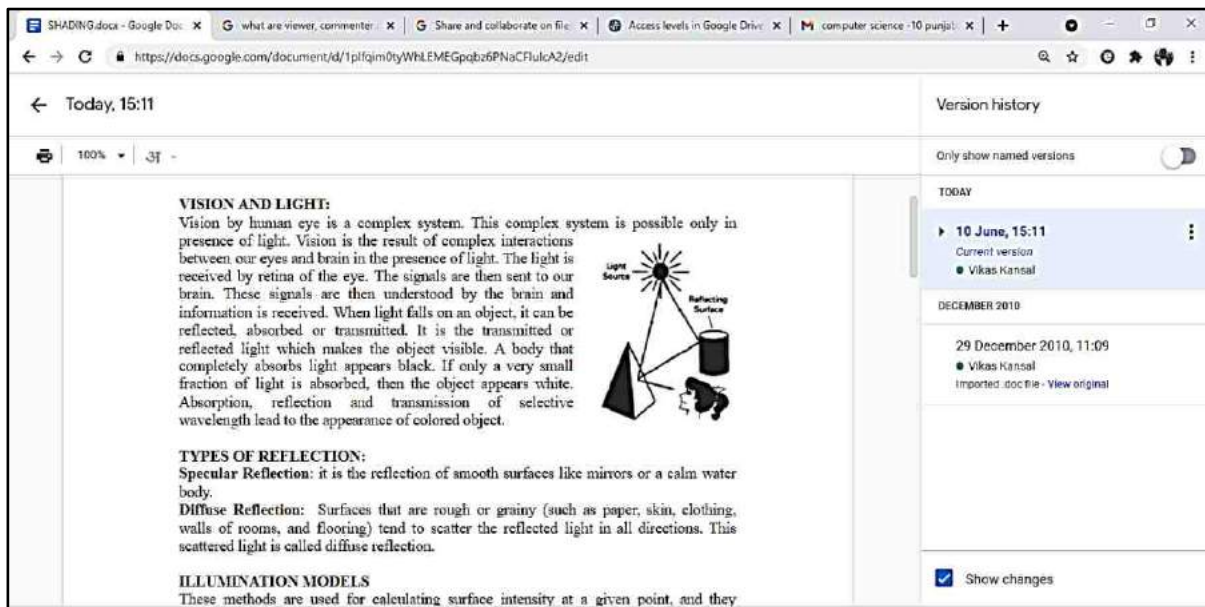 SHADING.docx - Google Doc
what are viewer, commenter
Share and collaborate on file
Access levels in Google Drive
computer science -10 punjab
https://docs.google.com/document/d/
/edit
Today, 15:11
Version history
100%
अ
Only show named versions
TODAY
10 June, 15:11
Current version
Vikas Kansal
DECEMBER 2010
29 December 2010, 11:09
Vikas Kansal
Imported .doc file - View original
Show changes
VISION AND LIGHT:
Vision by human eye is a complex system. This complex system is possible only in
presence of light. Vision is the result of complex interactions
between our eyes and brain in the presence of light. The light is
received by retina of the eye. The signals are then sent to our
brain. These signals are then understood by the brain and
information is received. When light falls on an object, it can be
reflected, absorbed or transmitted. It is the transmitted or
reflected light which makes the object visible. A body that
completely absorbs light appears black. If only a very small
fraction of light is absorbed, then the object appears white.
Absorption, reflection and transmission of selective
wavelength lead to the appearance of colored object.
Light
Source
Reflecting
Surface
TYPES OF REFLECTION:
Specular Reflection: it is the reflection of smooth surfaces like mirrors or a calm water
body.
Diffuse Reflection: Surfaces that are rough or grainy (such as paper, skin, clothing,
walls of rooms, and flooring) tend to scatter the reflected light in all directions. This
scattered light is called diffuse reflection.
ILLUMINATION MODELS
These methods are used for calculating surface intensity at a given point, and they